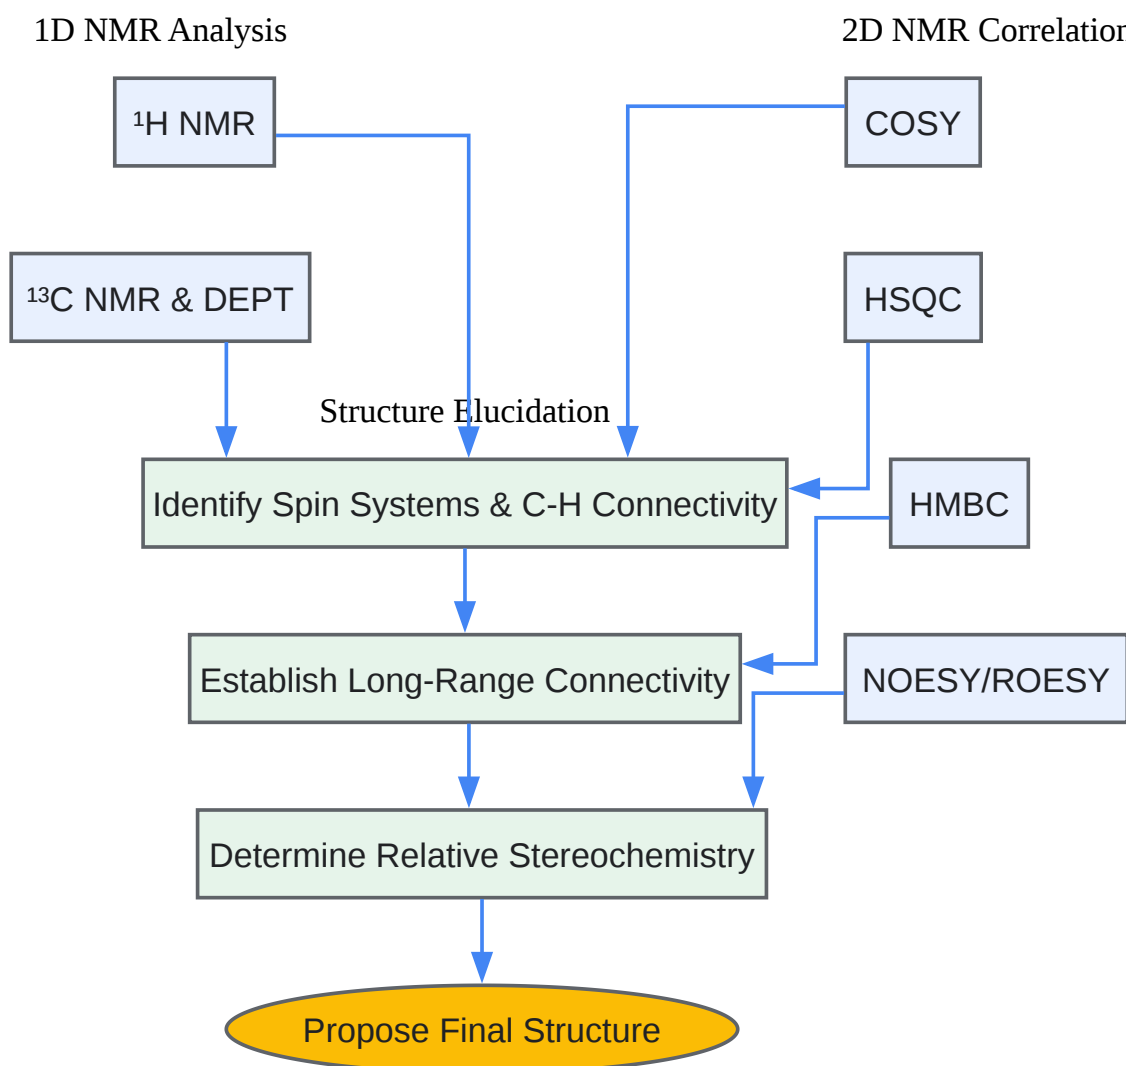 1D NMR Analysis
2D NMR Correlation
¹H NMR
COSY
¹³C NMR & DEPT
HSQC
Structure Elucidation
Identify Spin Systems & C-H Connectivity
HMBC
Establish Long-Range Connectivity
NOESY/ROESY
Determine Relative Stereochemistry
Propose Final Structure